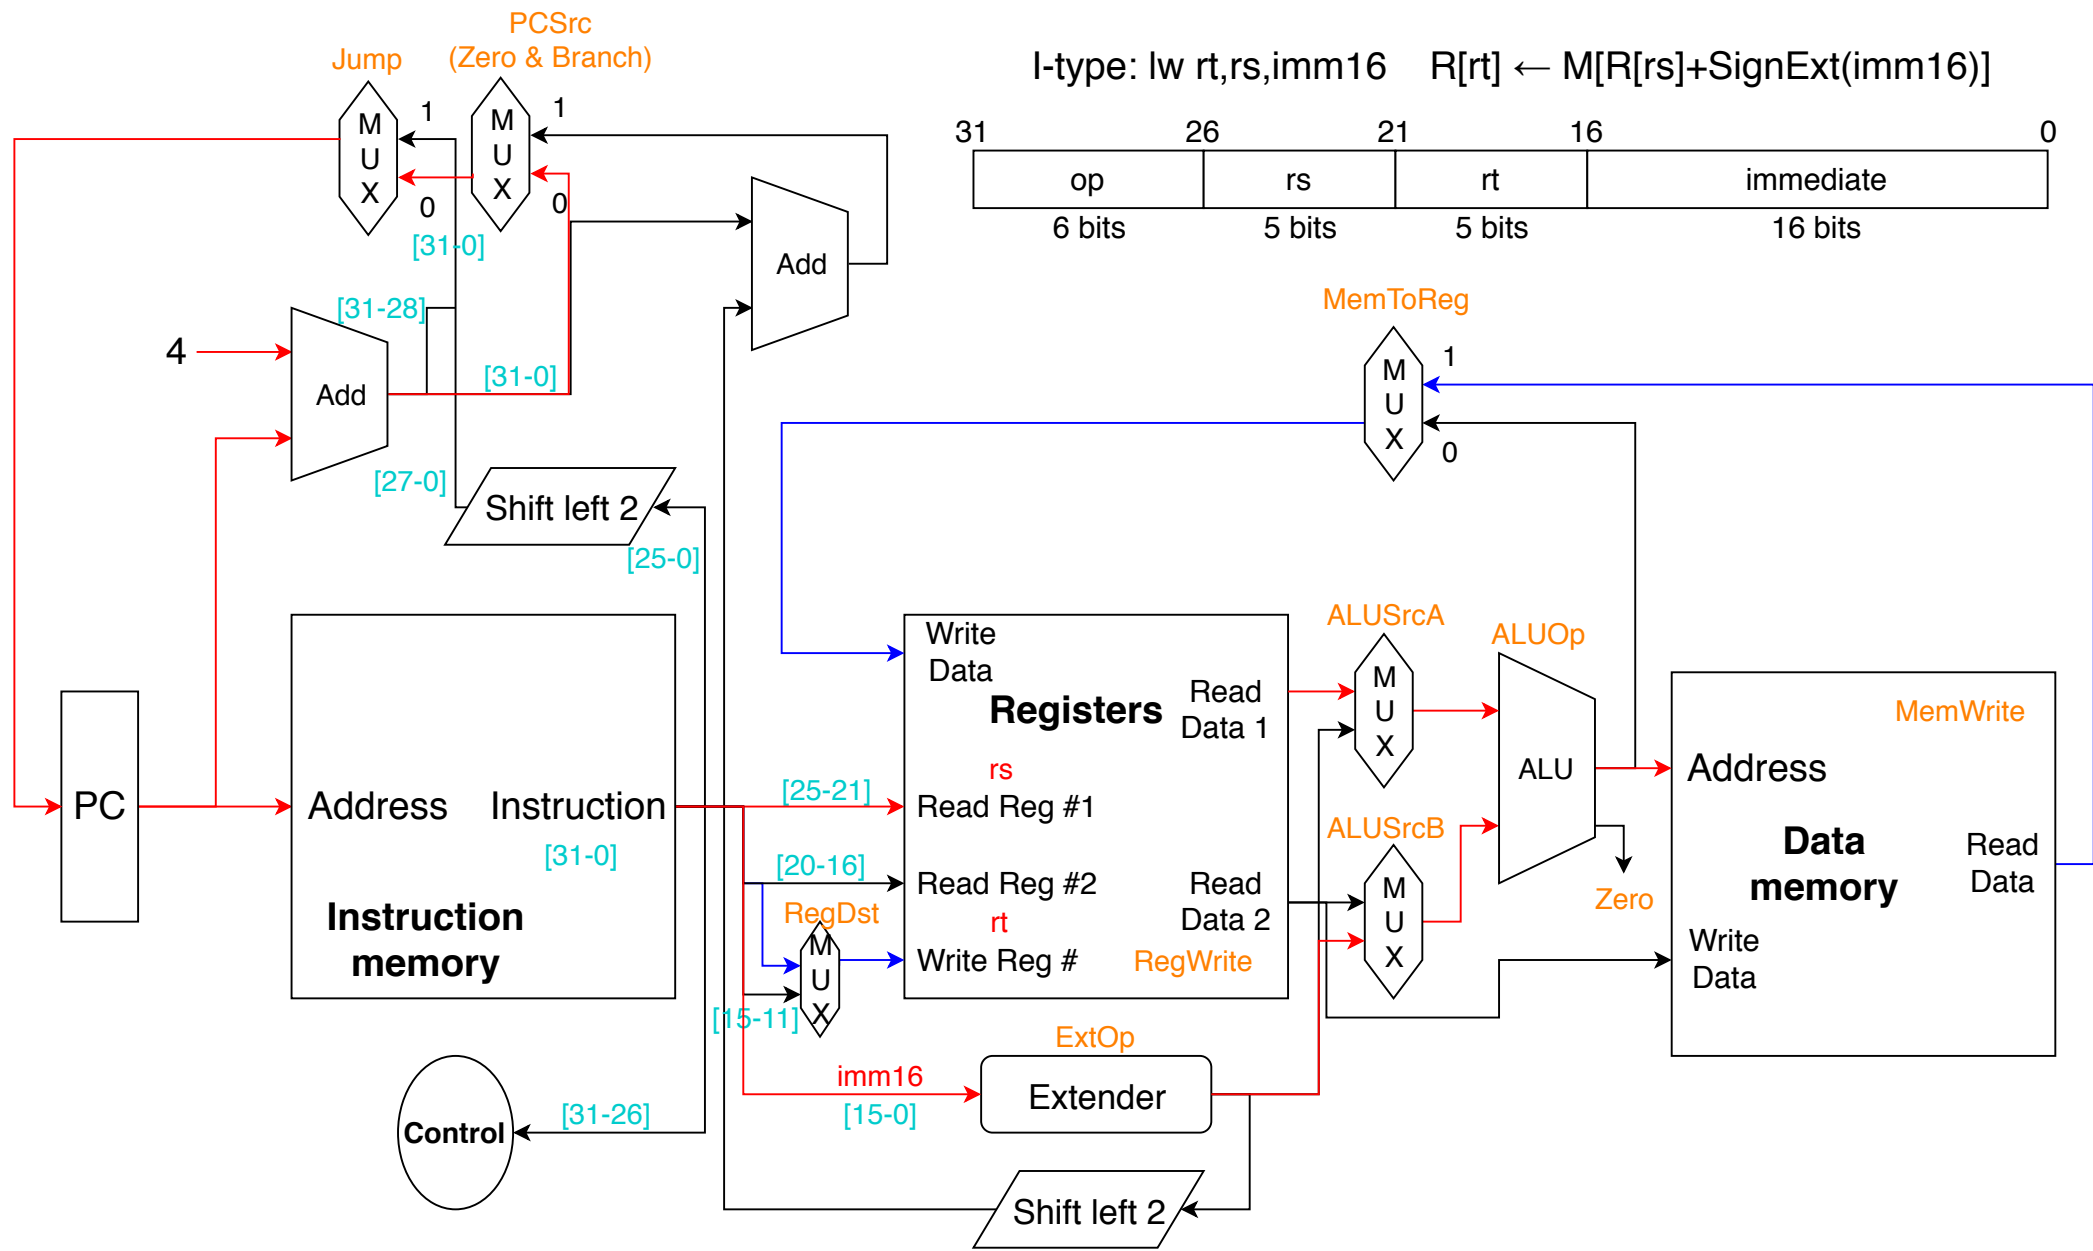 PCSrc
(Zero & Branch)
Jump
I-type: lw rt,rs,imm16 R[rt] ← M[R[rs]+SignExt(imm16)]
31 26 21 16 0
op rs rt immediate
6 bits 5 bits 5 bits 16 bits
M
U
X
1
0
M
U
X
1
0
[31-0]
Add
[31-28]
4
Add
[31-0]
[27-0]
Shift left 2
[25-0]
MemToReg
M
U
X
1
0
PC
Address
Instruction
[31-0]
Instruction
memory
Control
[31-26]
[25-21]
[20-16]
RegDst
M
U
X
[15-11]
imm16
[15-0]
Write
Data
Registers
Read
Data 1
rs
Read Reg #1
Read Reg #2
rt
Write Reg #
Read
Data 2
RegWrite
ExtOp
Extender
Shift left 2
ALUSrcA
M
U
X
ALUSrcB
M
U
X
ALUOp
ALU
Zero
MemWrite
Address
Data
memory
Read
Data
Write
Data